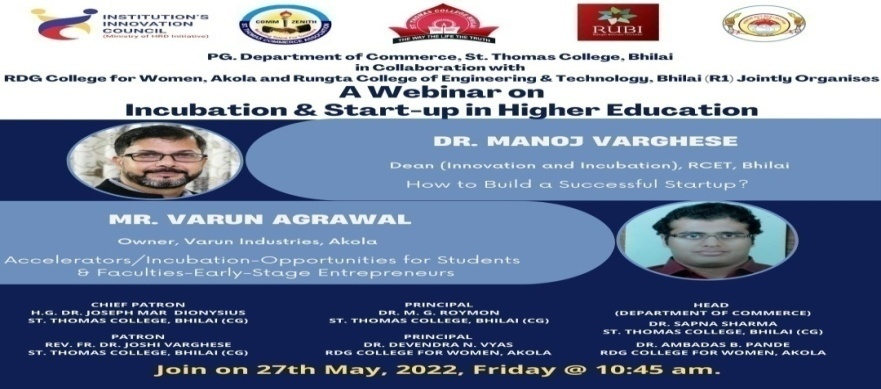 INSTITUTION'S
INNOVATION
COUNCIL
(Ministry of HRD Initiative)
COMM ZENITH
ST. THOMAS COLLEGE BHILAI
THE WAY THE LIFE THE TRUTH
RUBI
PG. Department of Commerce, St. Thomas College, Bhilai
in Collaboration with
RDG College for Women, Akola and Rungta College of Engineering & Technology, Bhilai (R1) Jointly Organises
A Webinar on
Incubation & Start-up in Higher Education
DR. MANOJ VARGHESE
Dean (Innovation and Incubation), RCET, Bhilai
How to Build a Successful Startup?
MR. VARUN AGRAWAL
Owner, Varun Industries, Akola
Accelerators/Incubation-Opportunities for Students
& Faculties-Early-Stage Entrepreneurs
CHIEF PATRON
H.G. DR. JOSEPH MAR DIONYSIUS
ST. THOMAS COLLEGE, BHILAI (CG)
PATRON
REV. FR. DR. JOSHI VARGHESE
ST. THOMAS COLLEGE, BHILAI (CG)
PRINCIPAL
DR. M. G. ROYMON
ST. THOMAS COLLEGE, BHILAI (CG)
PRINCIPAL
DR. DEVENDRA N. VYAS
RDG COLLEGE FOR WOMEN, AKOLA
HEAD
(DEPARTMENT OF COMMERCE)
DR. SAPNA SHARMA
ST. THOMAS COLLEGE, BHILAI (CG)
DR. AMBADAS B. PANDE
RDG COLLEGE FOR WOMEN, AKOLA
Join on 27th May, 2022, Friday @ 10:45 am.